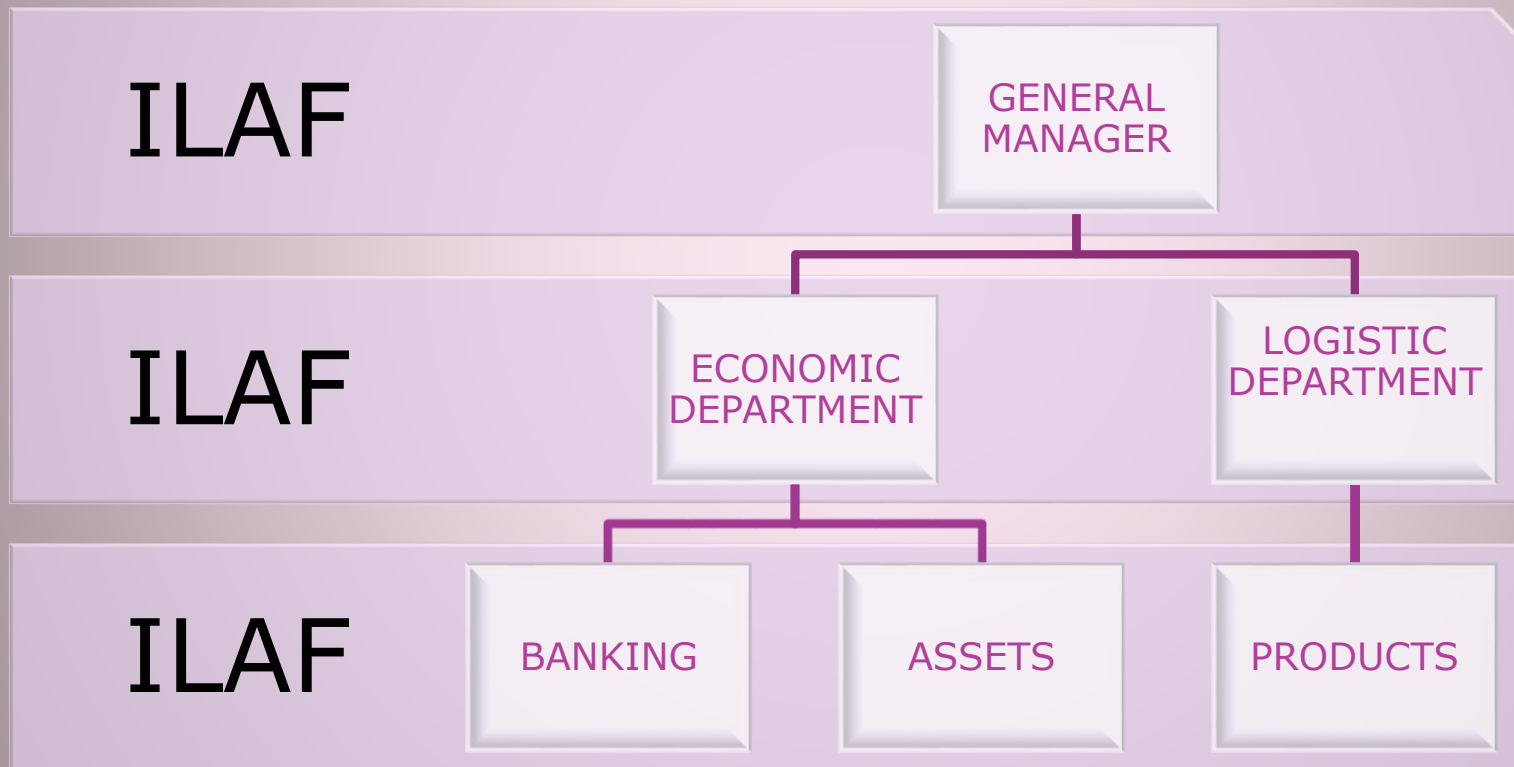 ILAF
GENERAL
MANAGER
ILAF
ECONOMIC
DEPARTMENT
LOGISTIC
DEPARTMENT
ILAF
BANKING
ASSETS
PRODUCTS